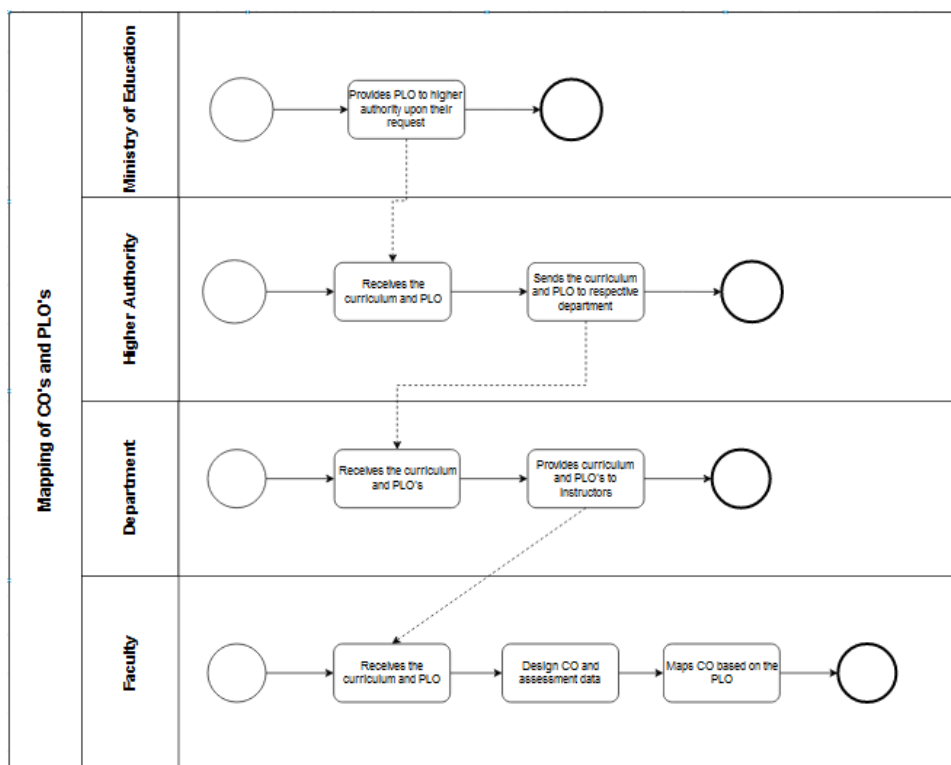 Mapping of CO's and PLO's
Ministry of Education
Provides PLO to higher
authority upon their
request
Higher Authority
Receives the
curriculum and PLO
Sends the curriculum
and PLO to respective
department
Department
Receives the curriculum
and PLO's
Provides curriculum
and PLO's to
Instructors
Faculty
Receives the
curriculum and PLO
Design CO and
assessment data
Maps CO based on the
PLO